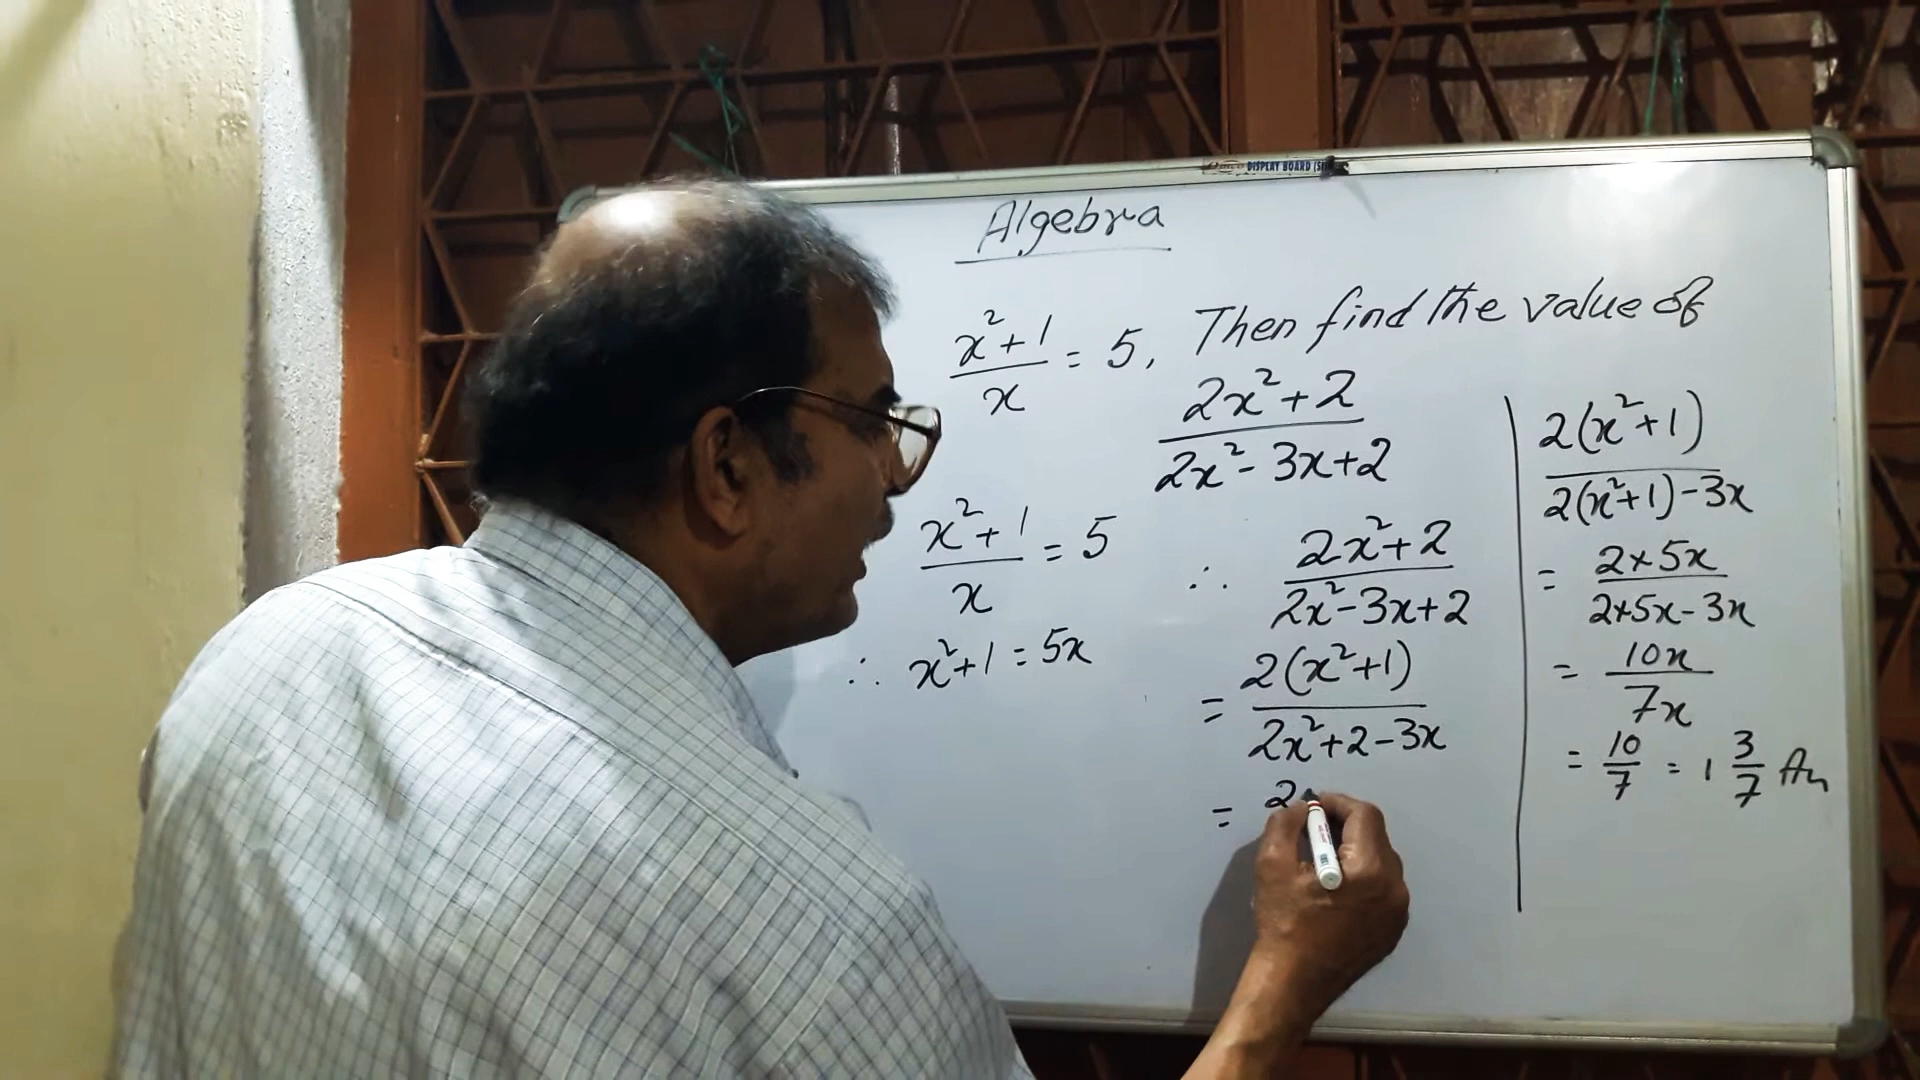 DISPLAY BOARD
Algebra
x²+1/x = 5, Then find the value of
2x²+2/2x²-3x+2
x²+1/x = 5
∴ x²+1 = 5x
∴ 2x²+2/2x²-3x+2
= 2(x²+1)/2x²+2-3x
= 2
2(x²+1)/2(x²+1)-3x
= 2×5x/2×5x-3x
= 10x/7x
= 10/7 = 1 3/7 An